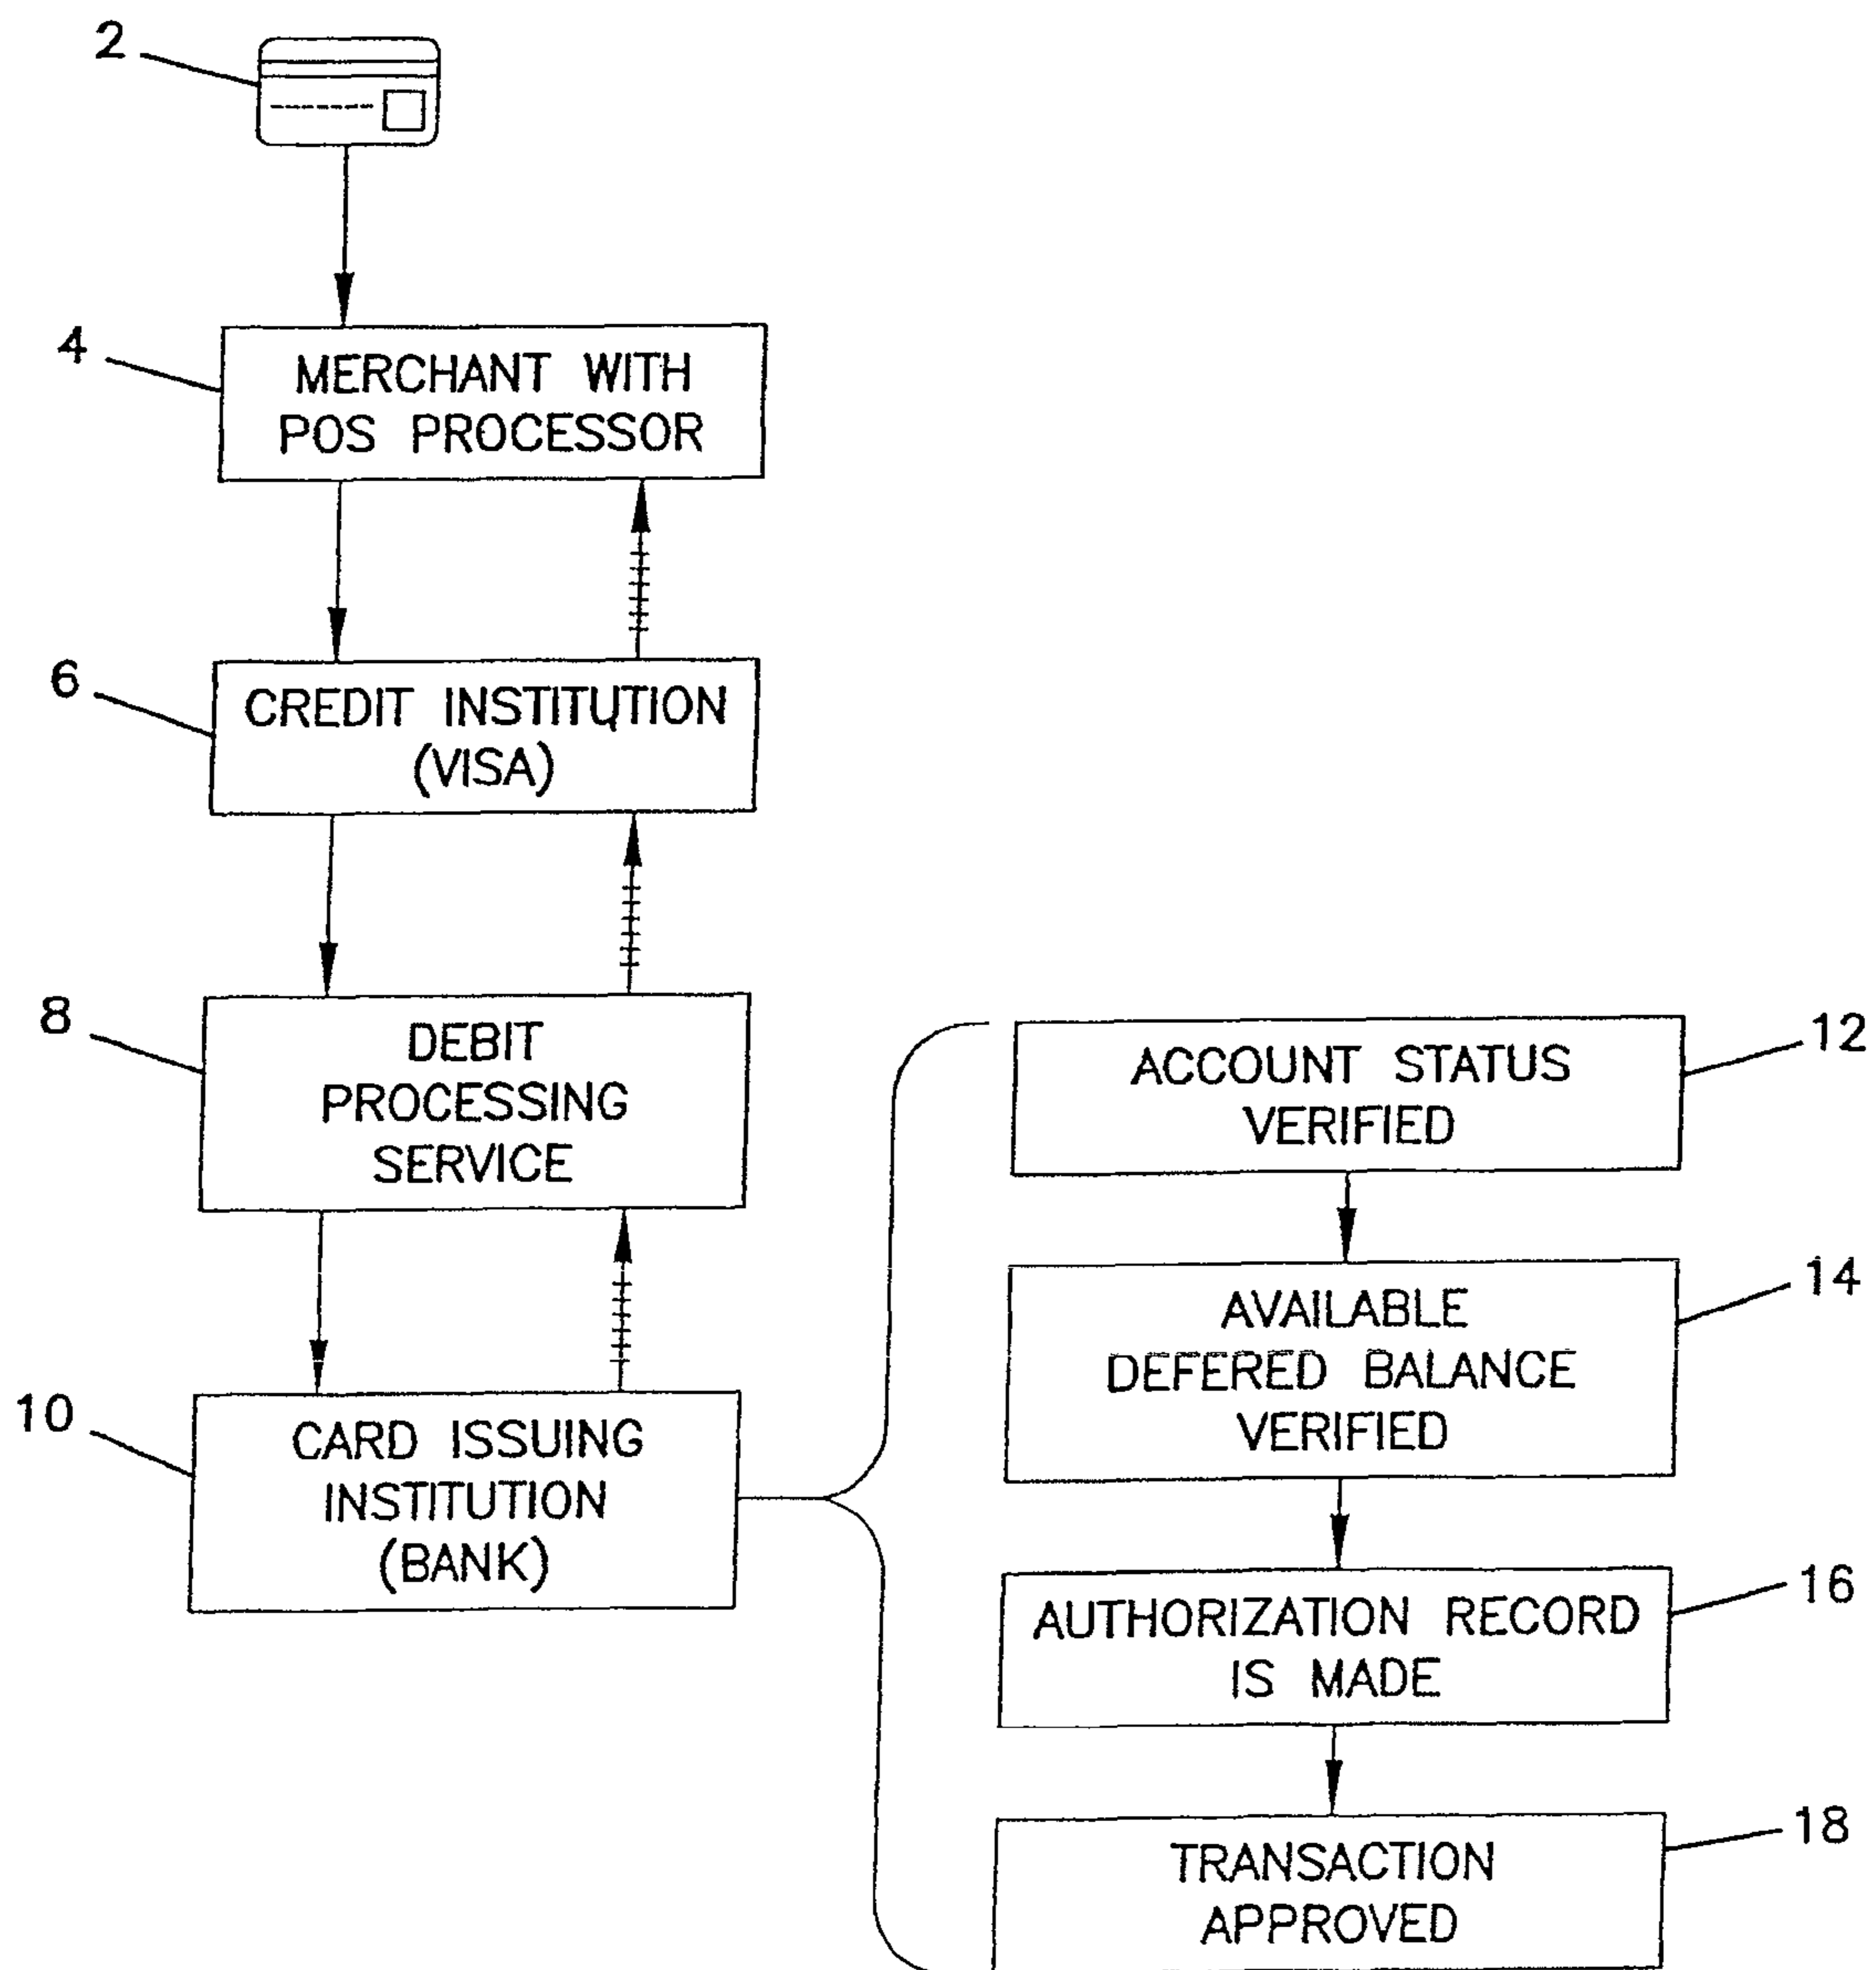 2
4
MERCHANT WITH
POS PROCESSOR
6
CREDIT INSTITUTION
(VISA)
8
DEBIT
PROCESSING
SERVICE
10
CARD ISSUING
INSTITUTION
(BANK)
ACCOUNT STATUS
VERIFIED
12
AVAILABLE
DEFERED BALANCE
VERIFIED
14
AUTHORIZATION RECORD
IS MADE
16
TRANSACTION
APPROVED
18